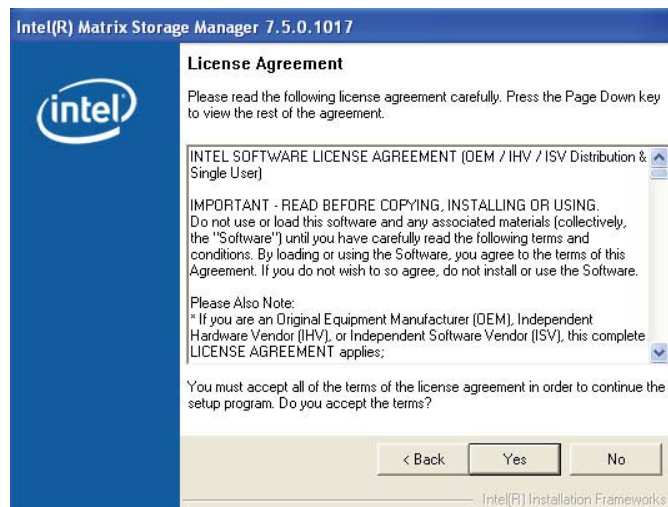 Intel(R) Matrix Storage Manager 7.5.0.1017
intel
License Agreement
Please read the following license agreement carefully. Press the Page Down key
to view the rest of the agreement.
INTEL SOFTWARE LICENSE AGREEMENT (OEM / IHV / ISV Distribution &
Single User)
IMPORTANT - READ BEFORE COPYING, INSTALLING OR USING.
Do not use or load this software and any associated materials (collectively,
the "Software") until you have carefully read the following terms and
conditions. By loading or using the Software, you agree to the terms of this
Agreement. If you do not wish to so agree, do not install or use the Software.
Please Also Note:
* If you are an Original Equipment Manufacturer (OEM), Independent
Hardware Vendor (IHV), or Independent Software Vendor (ISV), this complete
LICENSE AGREEMENT applies;
You must accept all of the terms of the license agreement in order to continue the
setup program. Do you accept the terms?
< Back Yes No
Intel(R) Installation Frameworks